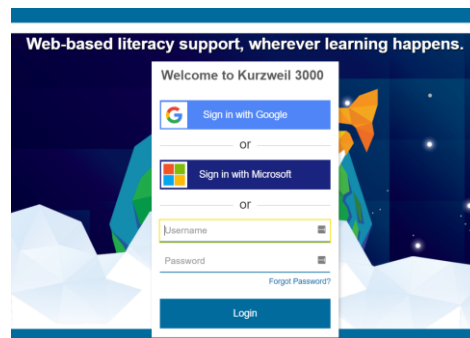 Web-based literacy support, wherever learning happens.
Welcome to Kurzweil 3000
Sign in with Google
or
Sign in with Microsoft
or
Username
Password
Forgot Password?
Login